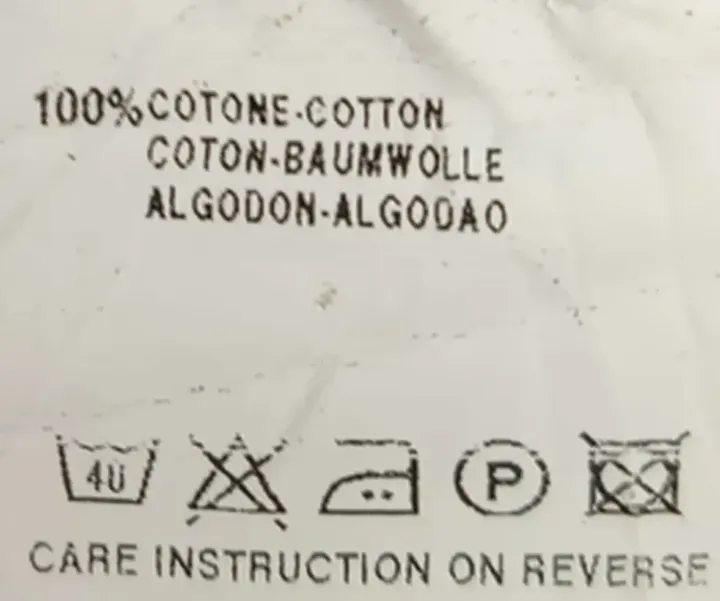 100% COTONE-COTTON
COTON-BAUMWOLLE
ALGODON-ALGODAO
40
P
CARE INSTRUCTION ON REVERSE